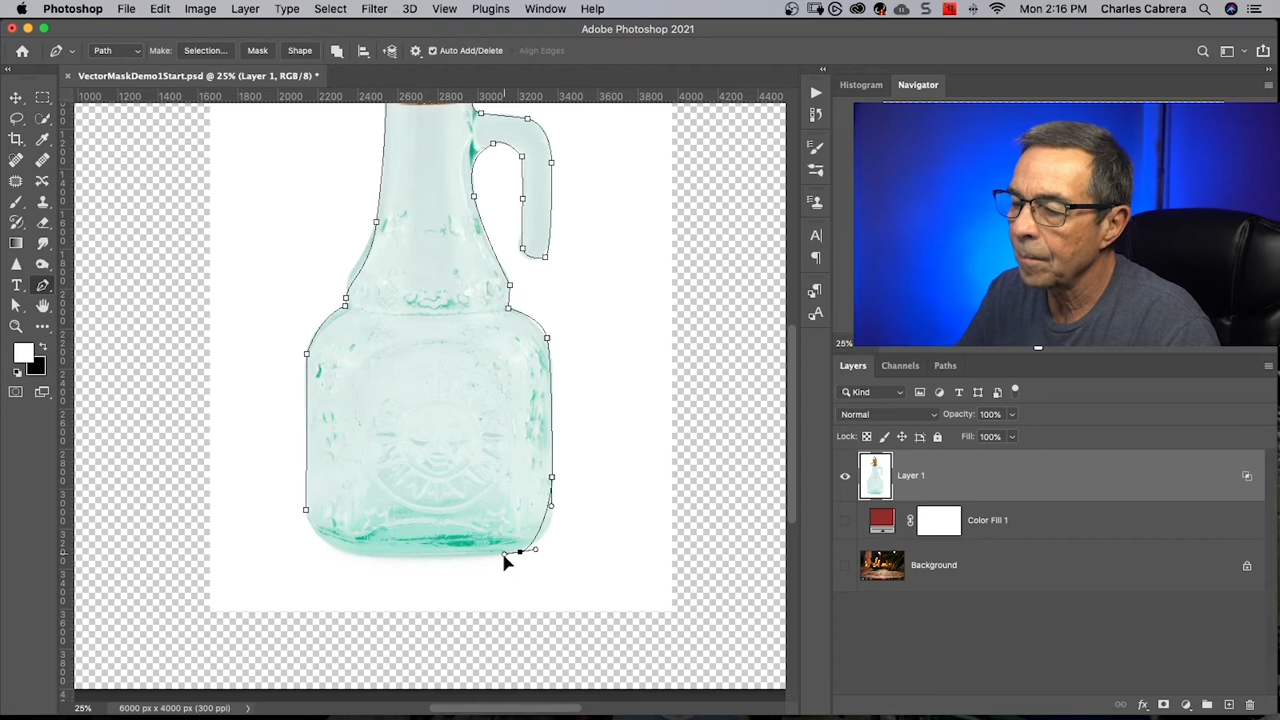 Photoshop File Edit Image Layer Type Select Filter 3D View Plugins Window Help Mon 2:16 PM Charles Cabrera
Adobe Photoshop 2021
Path Make: Selection... Mask Shape Auto Add/Delete Align Edges
VectorMaskDemo1Start.psd @ 25% (Layer 1, RGB/8) *
1000 1200 1400 1600 1800 2000 2200 2400 2600 2800 3000 3200 3400 3600 3800 4000 4200 4400
Histogram Navigator
25%
Layers Channels Paths
Kind
Normal Opacity: 100%
Lock: Fill: 100%
Layer 1
Color Fill 1
Background
25% 6000 px x 4000 px (300 ppi)